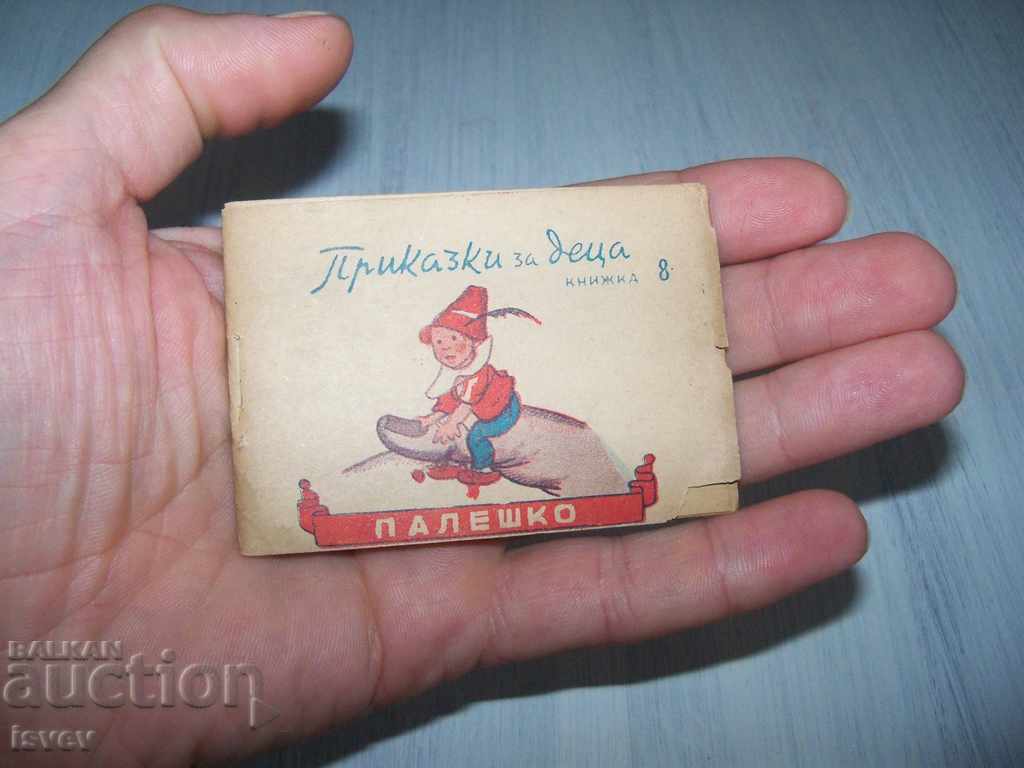 Приказки за деца
книжка 8
ПАЛЕШКО
BALKAN
auction
isvev